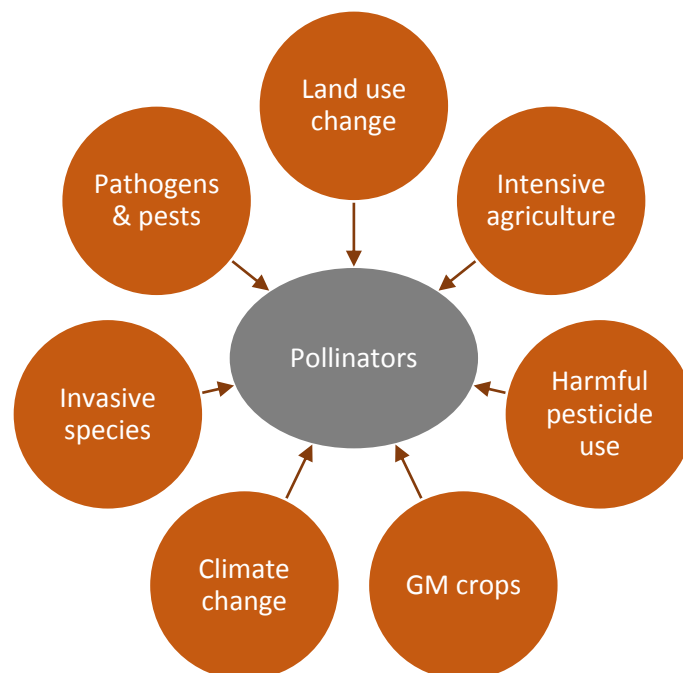 Land use
change
Pathogens
& pests
Intensive
agriculture
Pollinators
Invasive
species
Harmful
pesticide
use
Climate
change
GM crops